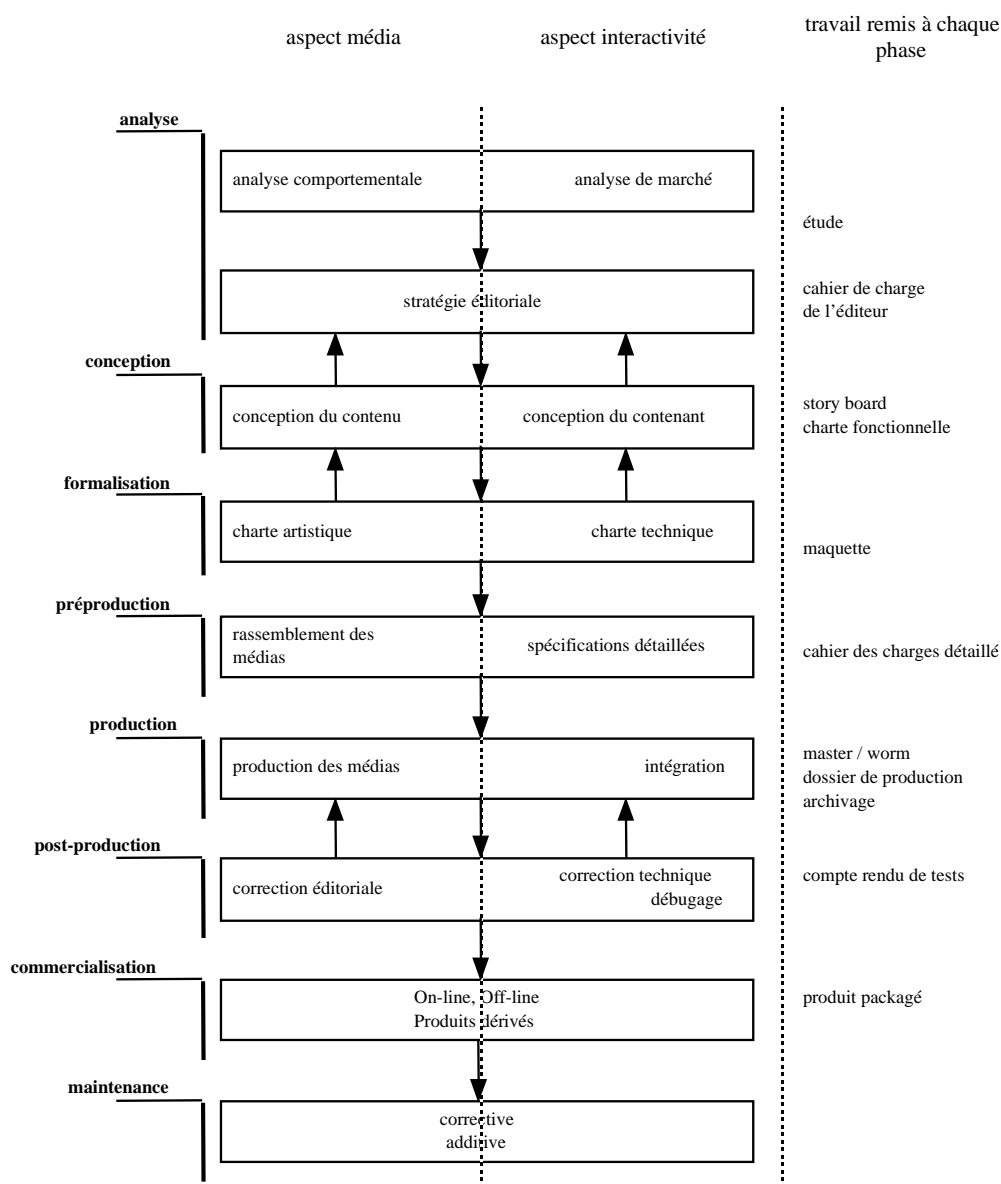 aspect média
aspect interactivité
travail remis à chaque
phase
analyse
analyse comportementale
analyse de marché
étude
stratégie éditoriale
cahier de charge
de l'éditeur
conception
conception du contenu
conception du contenant
story board
charte fonctionnelle
formalisation
charte artistique
charte technique
maquette
préproduction
rassemblement des
médias
spécifications détaillées
cahier des charges détaillé
production
production des médias
intégration
master / worm
dossier de production
archivage
post-production
correction éditoriale
correction technique
débugage
compte rendu de tests
commercialisation
On-line, Off-line
Produits dérivés
produit packagé
maintenance
corrective
additive